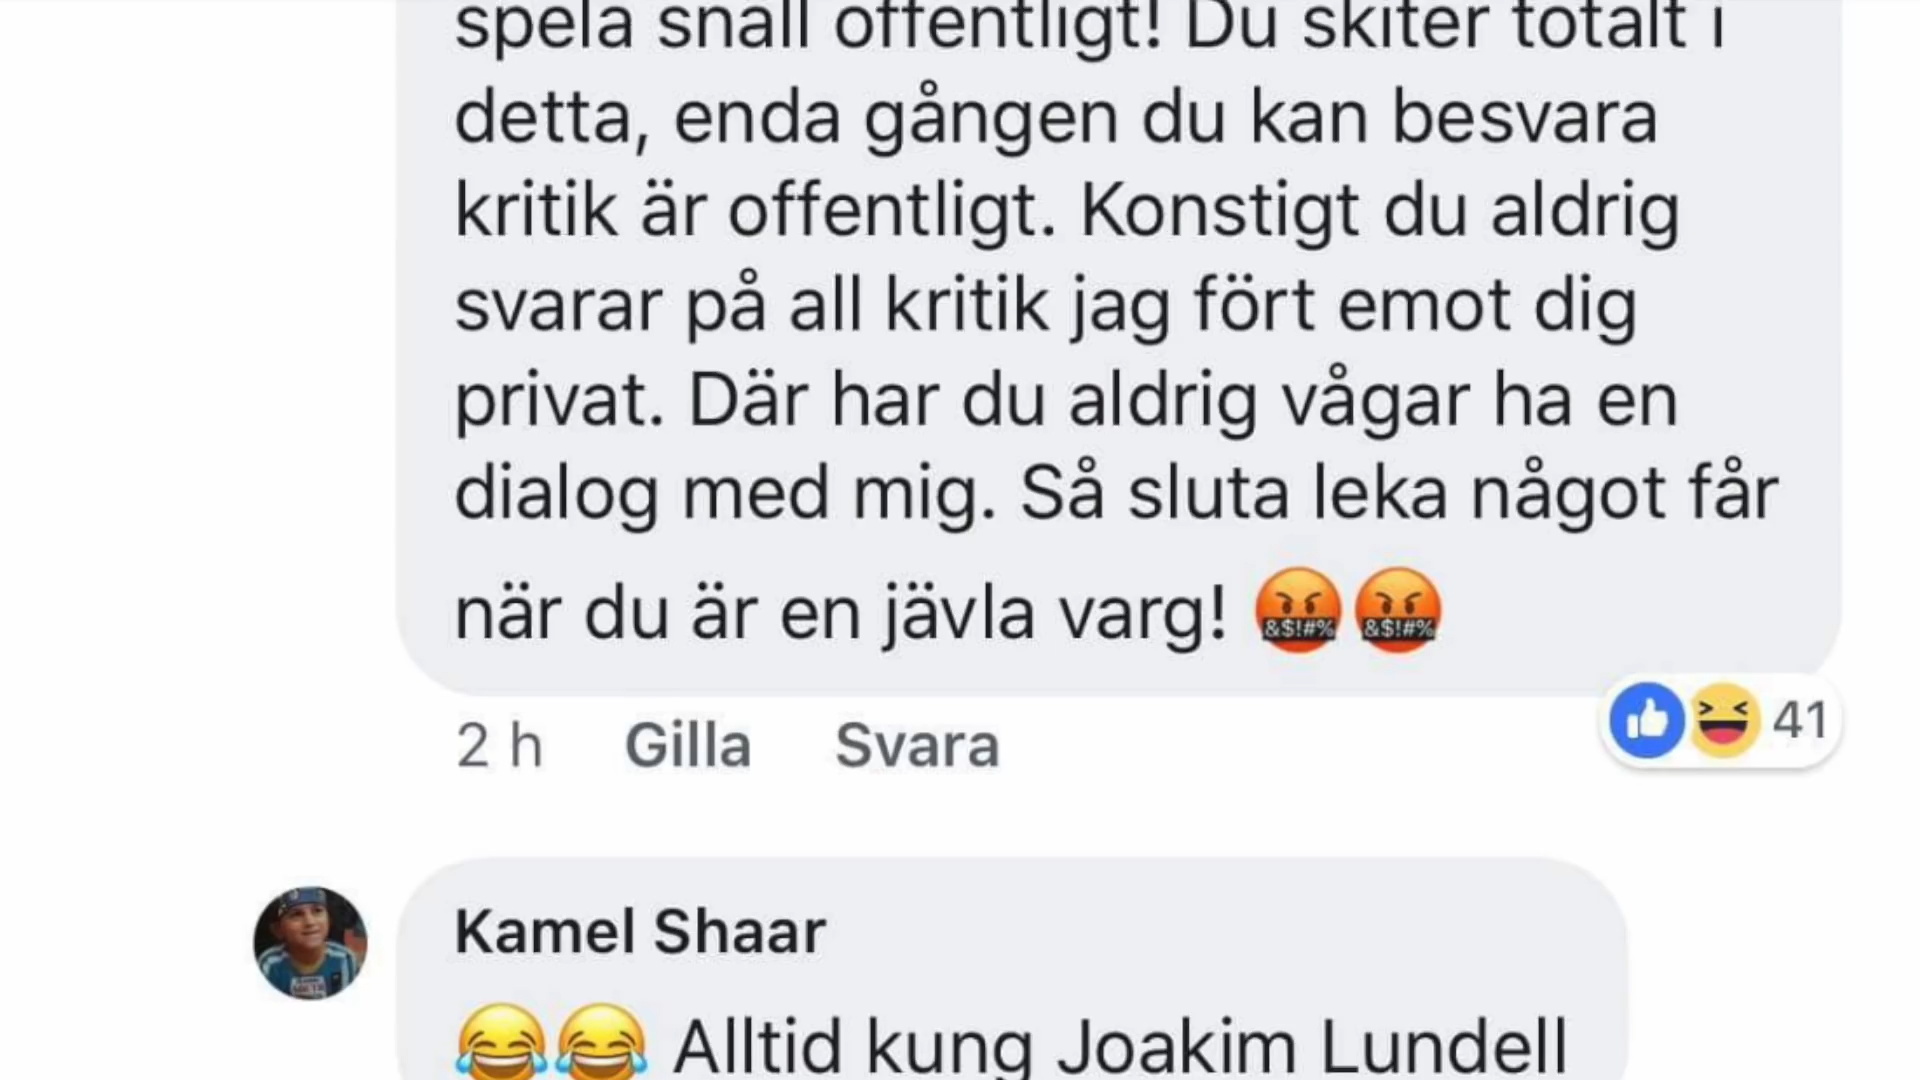 spela snäll offentligt! Du skiter totalt i
detta, enda gången du kan besvara
kritik är offentligt. Konstigt du aldrig
svarar på all kritik jag fört emot dig
privat. Där har du aldrig vågar ha en
dialog med mig. Så sluta leka något får
när du är en jävla varg! 🤬🤬
2 h Gilla Svara 41
Kamel Shaar
😂😂 Alltid kung Joakim Lundell